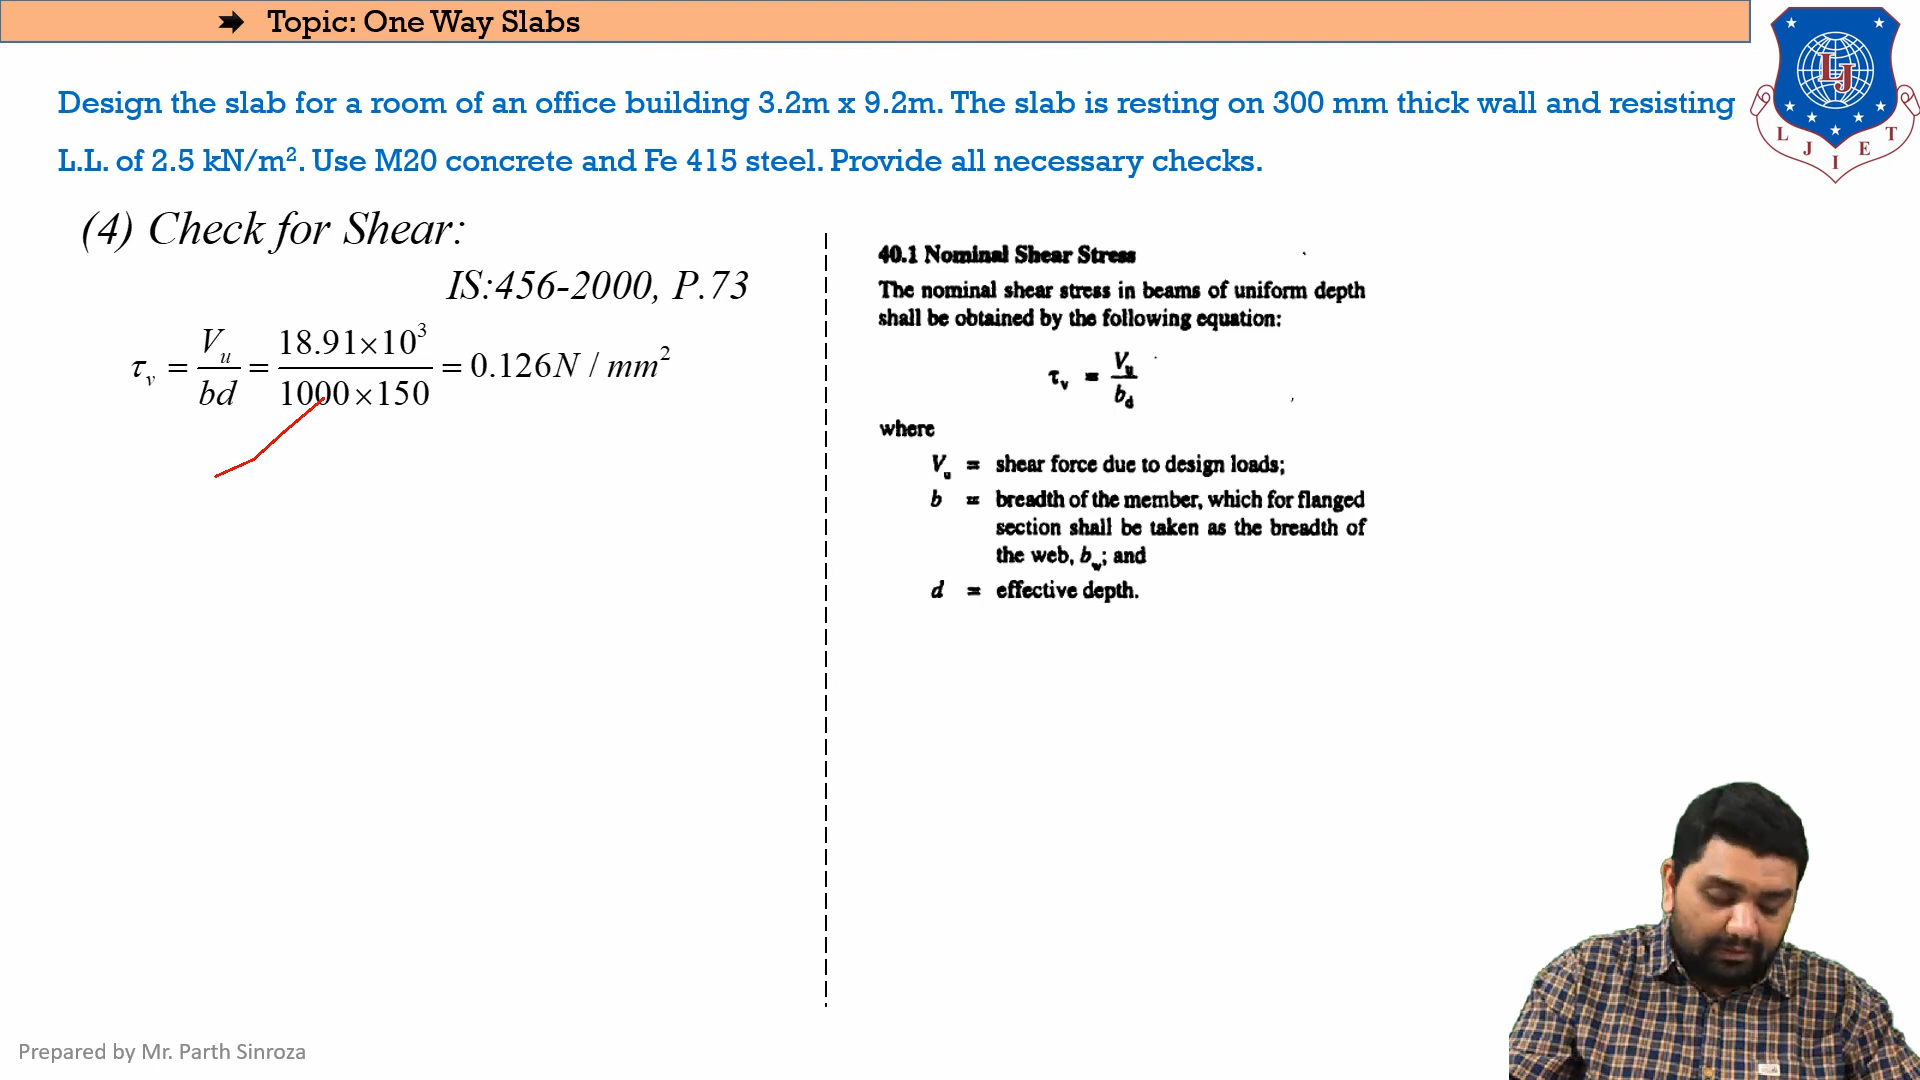 Topic: One Way Slabs
Design the slab for a room of an office building 3.2m x 9.2m. The slab is resting on 300 mm thick wall and resisting
L.L. of 2.5 kN/m². Use M20 concrete and Fe 415 steel. Provide all necessary checks.
LJ
L J I E T
(4) Check for Shear:
IS:456-2000, P.73
τv = Vu / bd = 18.91×10³ / 1000×150 = 0.126 N / mm²
40.1 Nominal Shear Stress
The nominal shear stress in beams of uniform depth
shall be obtained by the following equation:
τv = Vu / bd
where
Vu = shear force due to design loads;
b = breadth of the member, which for flanged
section shall be taken as the breadth of
the web, bw; and
d = effective depth.
Prepared by Mr. Parth Sinroza